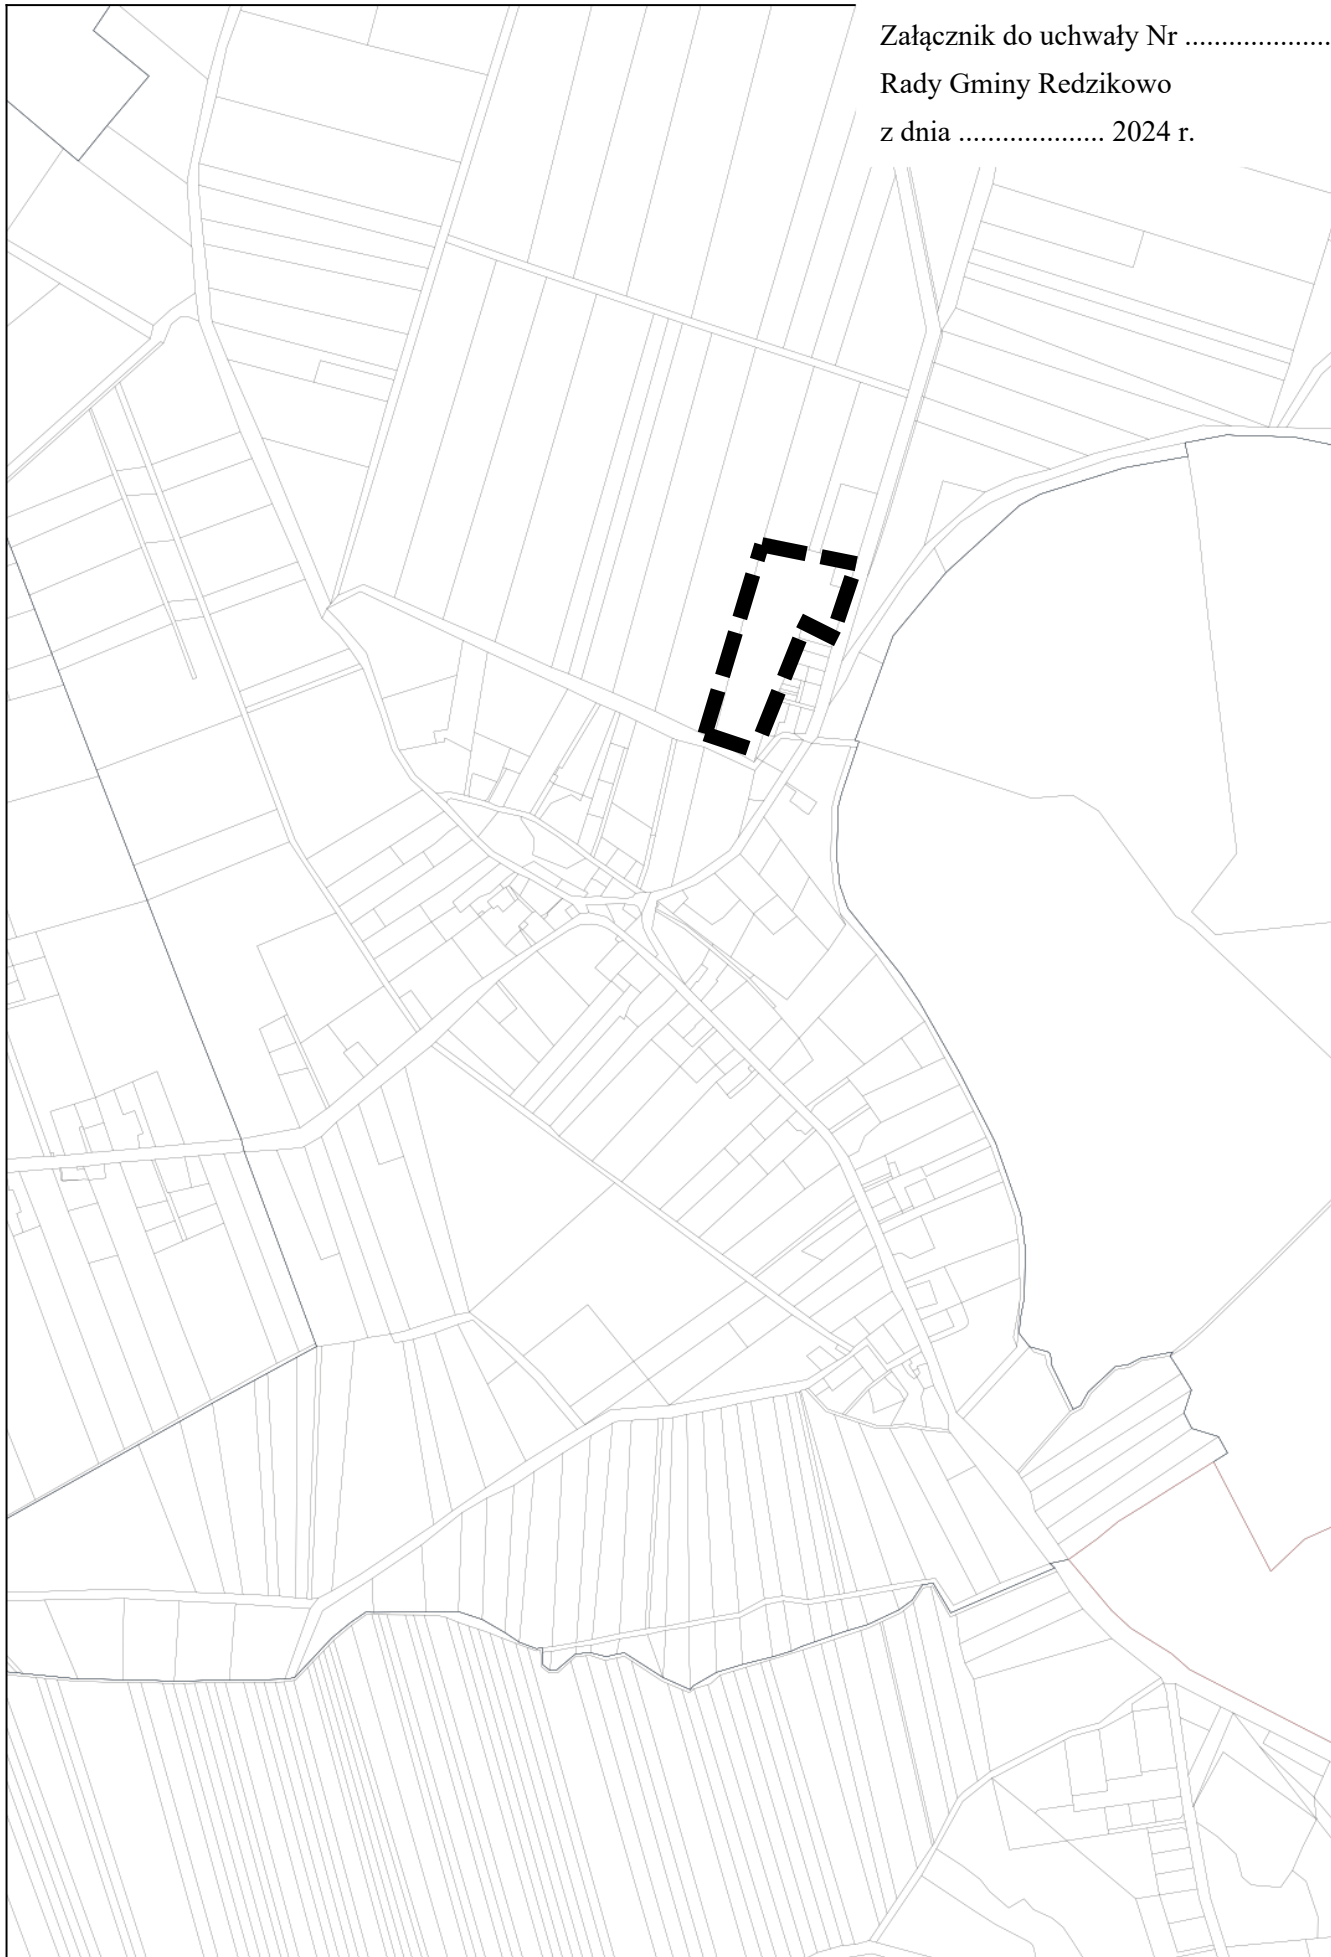 Załącznik do uchwały Nr ....................
Rady Gminy Redzikowo
z dnia .................... 2024 r.